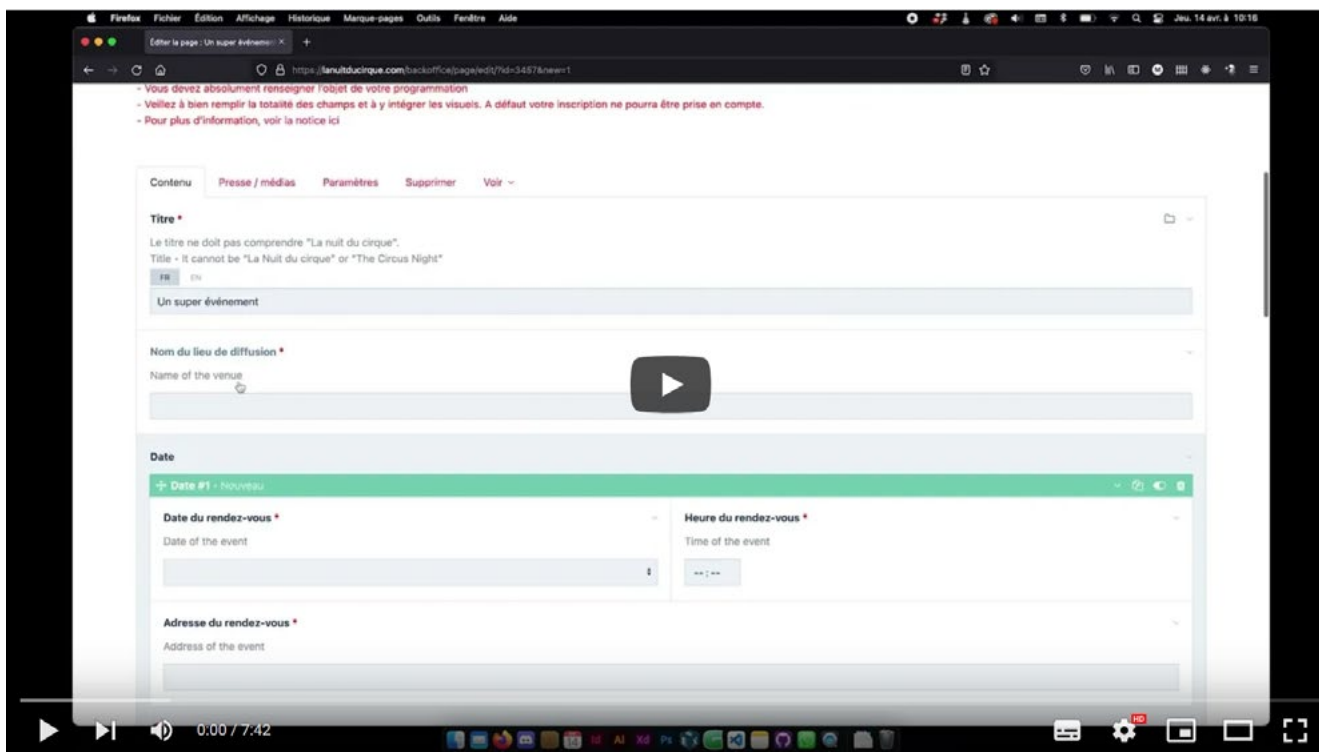 Firefox Fichier Édition Affichage Historique Marque-pages Outils Fenêtre Aide Jeu. 14 avr. à 10:16
Éditer la page : Un super événemen
https://lanuitducirque.com/backoffice/page/edit/?id=3457&new=1
- Vous devez absolument renseigner l'objet de votre programmation
- Veillez à bien remplir la totalité des champs et à y intégrer les visuels. A défaut votre inscription ne pourra être prise en compte.
- Pour plus d'information, voir la notice ici
Contenu Presse / médias Paramètres Supprimer Voir
Titre *
Le titre ne doit pas comprendre "La nuit du cirque".
Title - It cannot be "La Nuit du cirque" or "The Circus Night"
FR EN
Un super événement
Nom du lieu de diffusion *
Name of the venue
Date
Date #1 - Nouveau
Date du rendez-vous * Heure du rendez-vous *
Date of the event Time of the event
-- : --
Adresse du rendez-vous *
Address of the event
0:00 / 7:42 HD
Id Ai Xd Ps